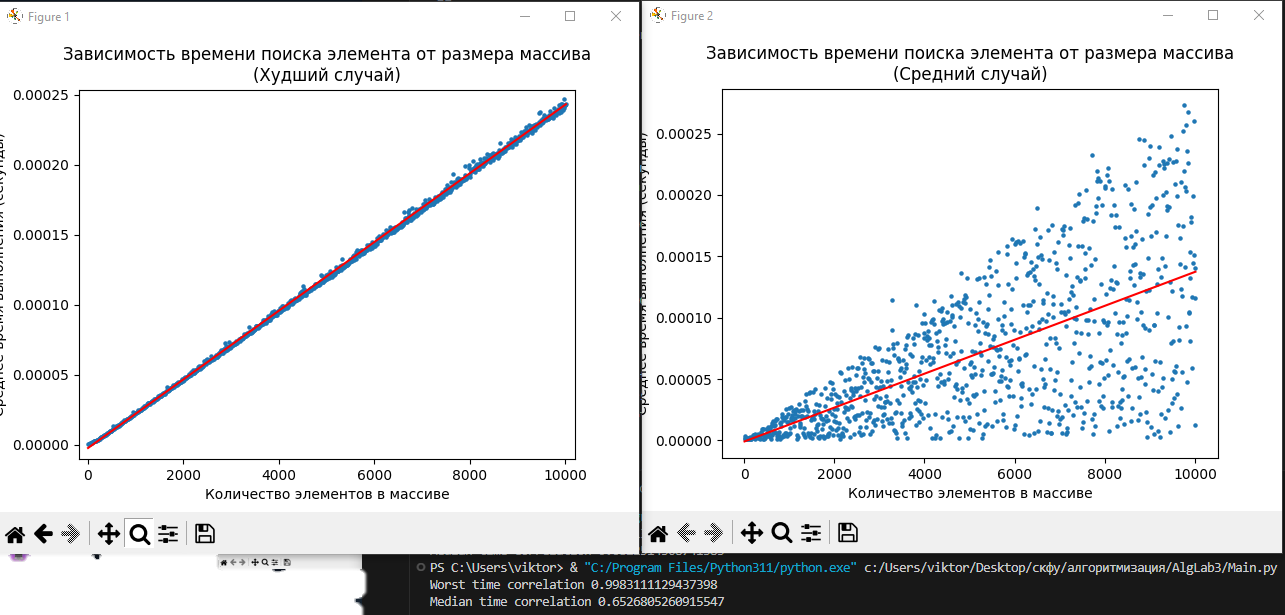 Figure 1
Зависимость времени поиска элемента от размера массива
(Худший случай)
0.00025
0.00020
0.00015
0.00010
0.00005
0.00000
0
2000
4000
6000
8000
10000
Количество элементов в массиве
Figure 2
Зависимость времени поиска элемента от размера массива
(Средний случай)
0.00025
0.00020
0.00015
0.00010
0.00005
0.00000
0
2000
4000
6000
8000
10000
Количество элементов в массиве
PS C:\Users\viktor> & "C:/Program Files/Python311/python.exe" c:/Users/viktor/Desktop/скфу/алгоритмизация/AlgLab3/Main.py
Worst time correlation 0.9983111129437398
Median time correlation 0.6526805260915547